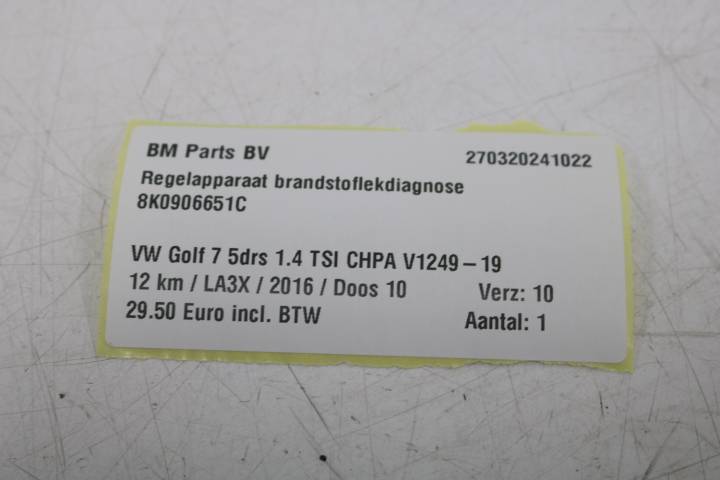 BM Parts BV 270320241022
Regelapparaat brandstoflekdiagnose
8K0906651C
VW Golf 7 5drs 1.4 TSI CHPA V1249-19
12 km / LA3X / 2016 / Doos 10 Verz: 10
29.50 Euro incl. BTW Aantal: 1